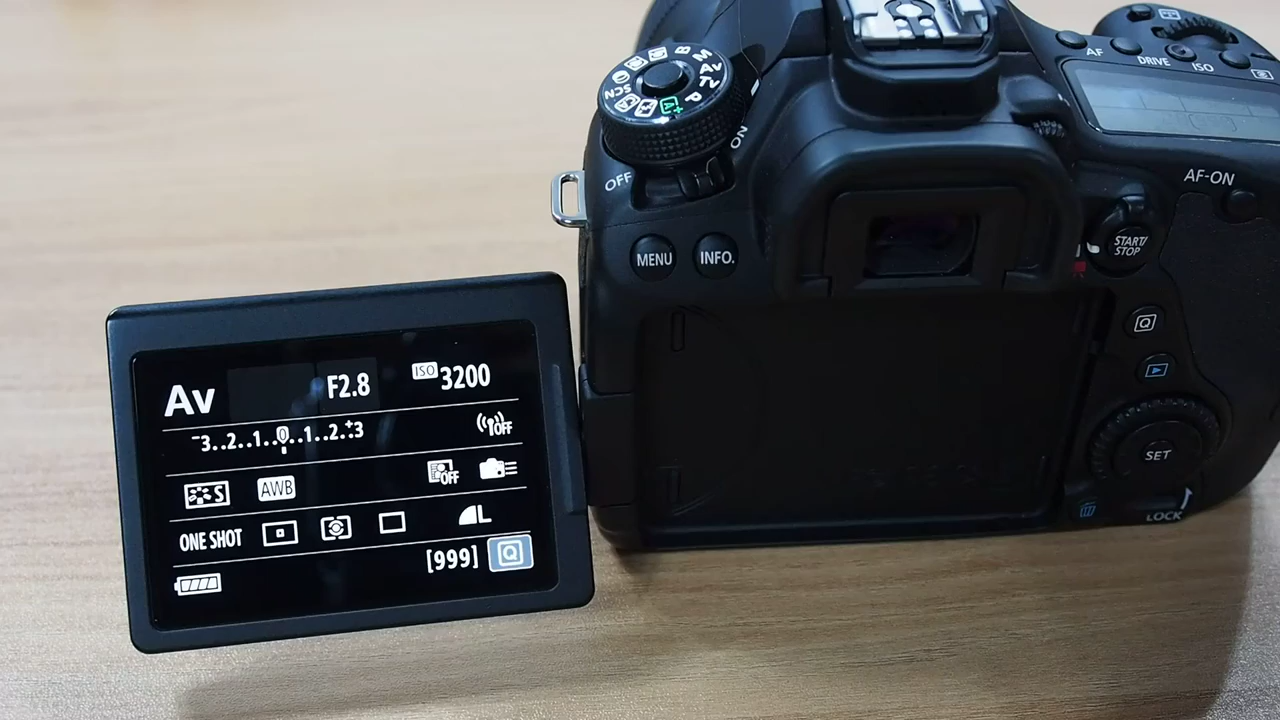 B
M
Av
Tv
P
A+
SCN
ON
OFF
AF
DRIVE
ISO
AF-ON
MENU
INFO.
START/
STOP
Q
SET
LOCK
Av F2.8 ISO 3200
-3..2..1..0..1..2..+3 OFF
S AWB OFF
ONE SHOT L
[999] Q